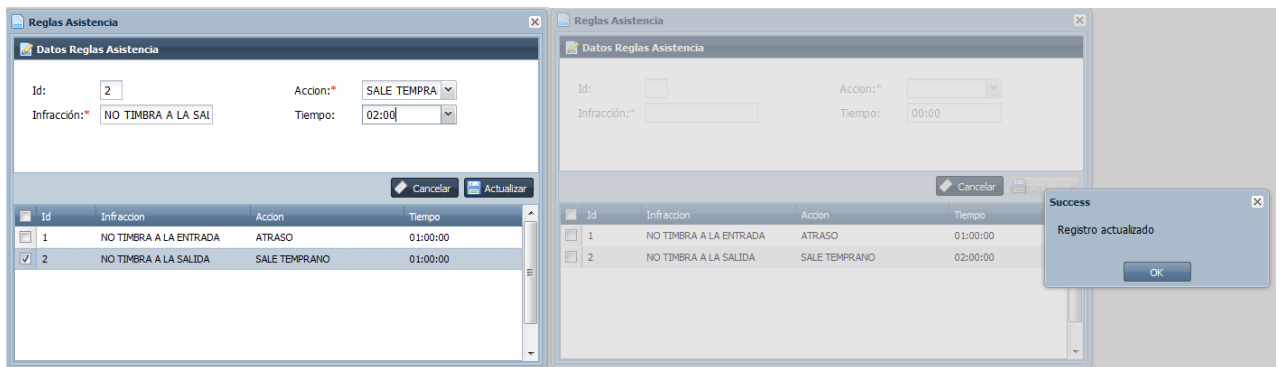 Reglas Asistencia
Datos Reglas Asistencia
Id: 2 Accion:* SALE TEMPRA
Infracción:* NO TIMBRA A LA SAL Tiempo: 02:00
Cancelar Actualizar
Id Infraccion Accion Tiempo
1 NO TIMBRA A LA ENTRADA ATRASO 01:00:00
2 NO TIMBRA A LA SALIDA SALE TEMPRANO 01:00:00
Reglas Asistencia
Datos Reglas Asistencia
Id: Accion:*
Infracción:* Tiempo: 00:00
Cancelar
Id Infraccion Accion Tiempo
1 NO TIMBRA A LA ENTRADA ATRASO 01:00:00
2 NO TIMBRA A LA SALIDA SALE TEMPRANO 02:00:00
Success
Registro actualizado
OK